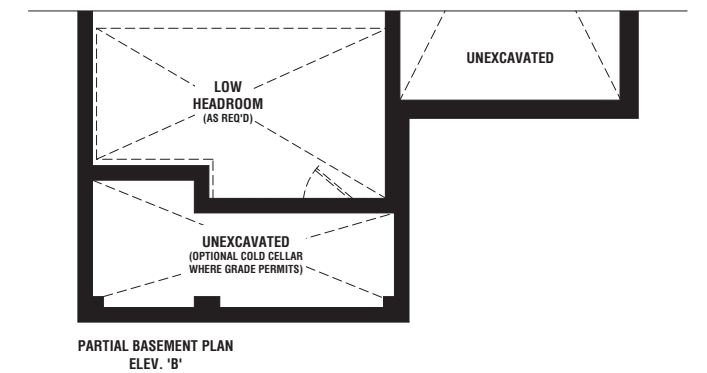 UNEXCAVATED
LOW
HEADROOM
(AS REQ'D)
UNEXCAVATED
(OPTIONAL COLD CELLAR
WHERE GRADE PERMITS)
PARTIAL BASEMENT PLAN
ELEV. 'B'